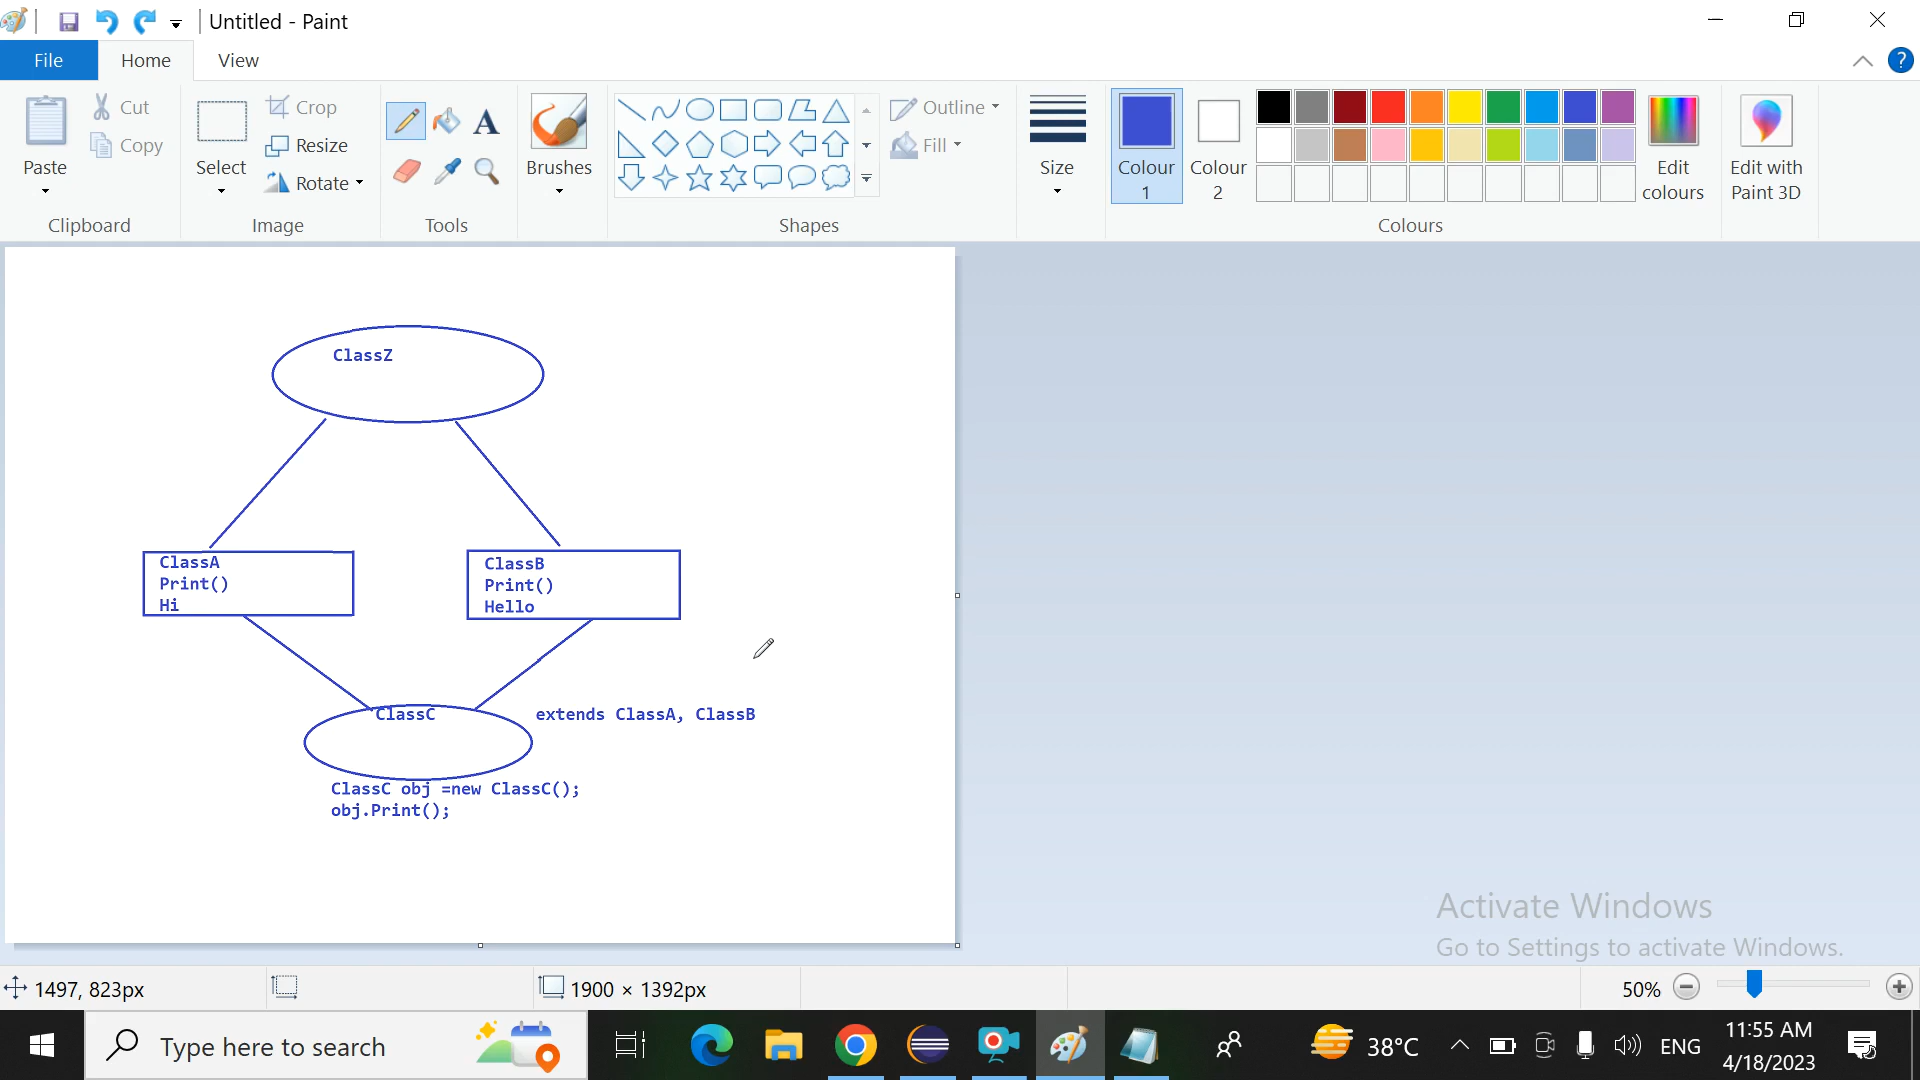 Untitled - Paint
File
Home
View
?
Paste
Cut
Copy
Clipboard
Select
Crop
Resize
Rotate
Image
A
Tools
Brushes
Shapes
Outline
Fill
Size
Colour
1
Colour
2
Edit
colours
Colours
Edit with
Paint 3D
ClassZ
ClassA
Print()
Hi
ClassB
Print()
Hello
ClassC
extends ClassA, ClassB
ClassC obj =new ClassC();
obj.Print();
Activate Windows
Go to Settings to activate Windows.
1497, 823px
1900 × 1392px
50%
Type here to search
38°C
ENG
11:55 AM
4/18/2023